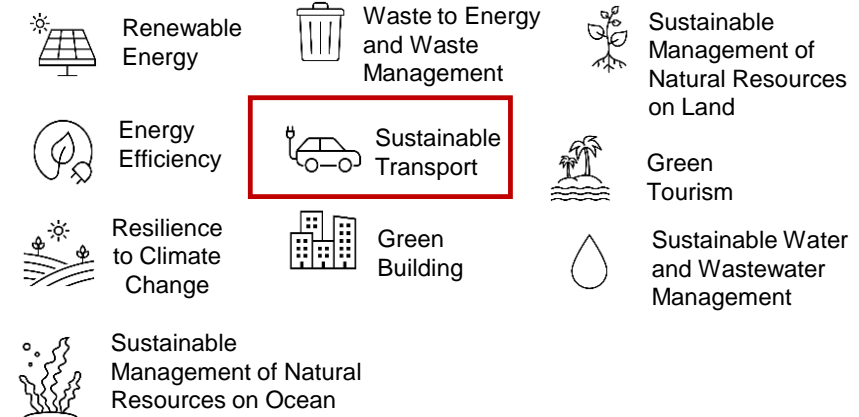 Renewable
Energy
Waste to Energy
and Waste
Management
Sustainable
Management of
Natural Resources
on Land
Energy
Efficiency
Sustainable
Transport
Green
Tourism
Resilience
to Climate
Change
Green
Building
Sustainable Water
and Wastewater
Management
Sustainable
Management of Natural
Resources on Ocean